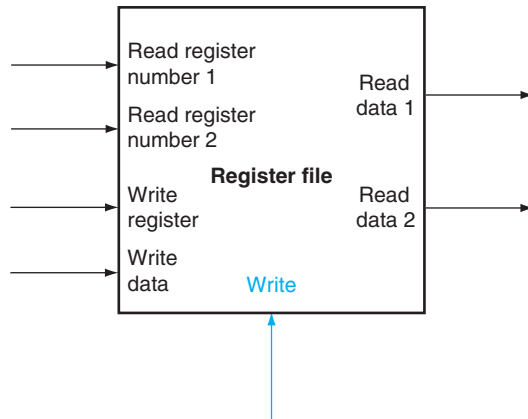 Read register
number 1
Read register
number 2
Write
register
Write
data
Register file
Write
Read
data 1
Read
data 2